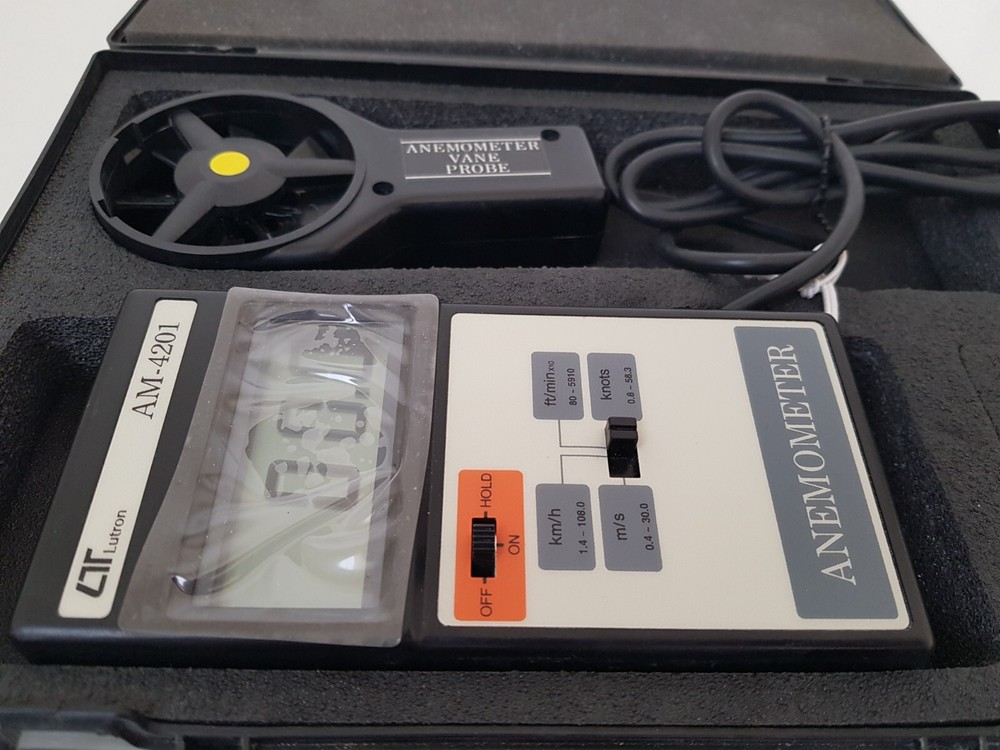 ANEMOMETER
VANE
PROBE
AM-4201
Lutron
ft/min x10
80 - 5910
knots
0.8 - 58.3
km/h
1.4 - 108.0
m/s
0.4 - 30.0
OFF
ON
HOLD
ANEMOMETER